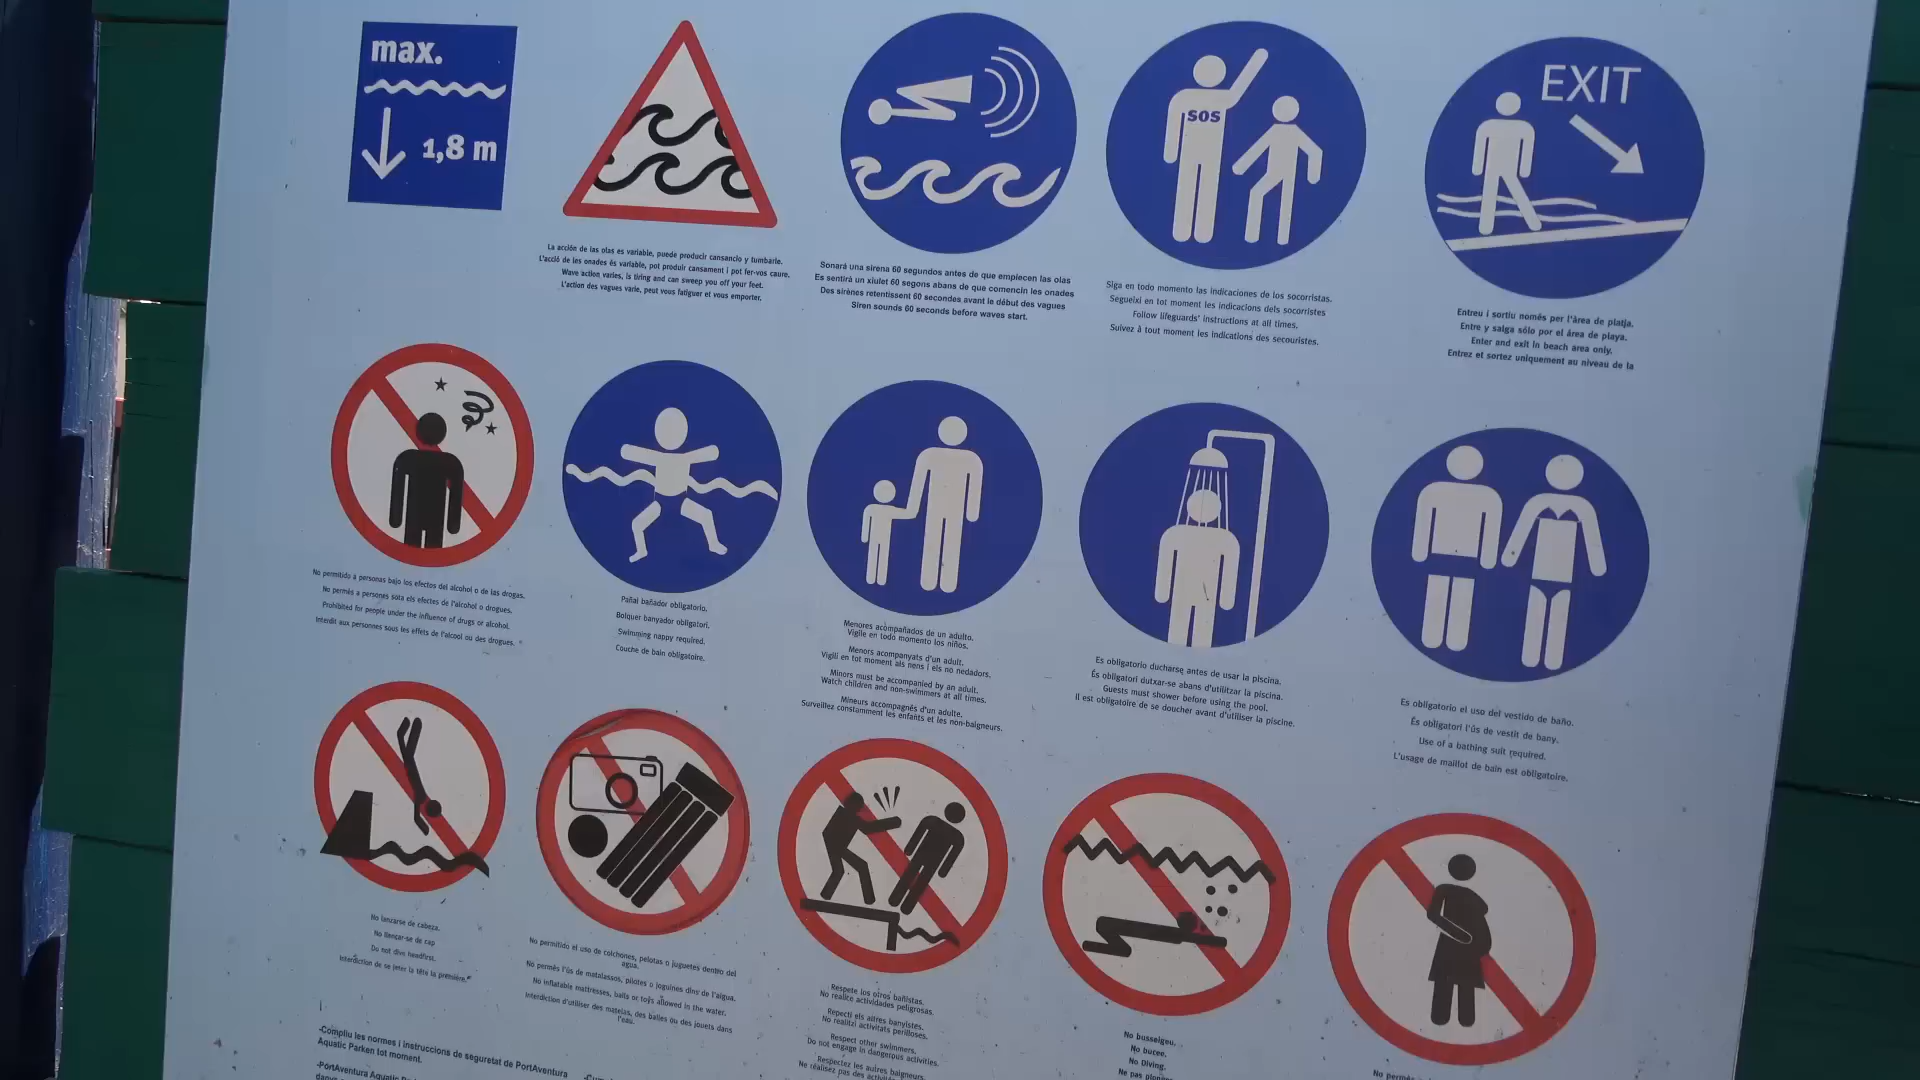 max.
1,8 m
SOS
EXIT
La acción de las olas es variable, puede producir cansancio y tumbarle.
L'acció de les onades és variable, pot produir cansament i pot fer-vos caure.
Wave action varies, is tiring and can sweep you off your feet.
L'action des vagues varie, peut vous fatiguer et vous emporter.
Sonará una sirena 60 segundos antes de que empiecen las olas
Es sentirà un xiulet 60 segons abans de que comencin les onades
Des sirènes retentissent 60 secondes avant le début des vagues
Siren sounds 60 seconds before waves start.
Siga en todo momento las indicaciones de los socorristas.
Segueixi en tot moment les indicacions dels socorristes
Follow lifeguards' instructions at all times.
Suivez à tout moment les indications des secouristes.
Entreu i sortiu només per l'àrea de platja.
Entre y salga sólo por el área de playa.
Enter and exit in beach area only.
Entrez et sortez uniquement au niveau de la
No permitido a personas bajo los efectos del alcohol o de las drogas.
No permès a persones sota els efectes de l'alcohol o drogues.
Prohibited for people under the influence of drugs or alcohol.
Interdit aux personnes sous les effets de l'alcool ou des drogues.
Pañal bañador obligatorio.
Bolquer banyador obligatori.
Swimming nappy required.
Couche de bain obligatoire.
Menores acompañados de un adulto.
Vigile en todo momento los niños.
Menors acompanyats d'un adult.
Vigili en tot moment als nens i els no nedadors.
Minors must be accompanied by an adult.
Watch children and non-swimmers at all times.
Mineurs accompagnés d'un adulte.
Surveillez constamment les enfants et les non-baigneurs.
Es obligatorio ducharse antes de usar la piscina.
És obligatori dutxar-se abans d'utilitzar la piscina.
Guests must shower before using the pool.
Il est obligatoire de se doucher avant d'utiliser la piscine.
Es obligatorio el uso del vestido de baño.
És obligatori l'ús de vestit de bany.
Use of a bathing suit required.
L'usage de maillot de bain est obligatoire.
No lanzarse de cabeza.
No llençar-se de cap
Do not dive headfirst.
Interdiction de se jeter la tête la première.
No permitido el uso de colchones, pelotas o juguetes dentro del
agua.
No permès l'ús de matalassos, pilotes o joguines dins de l'aigua.
No inflatable mattresses, balls or toys allowed in the water.
Interdiction d'utiliser des matelas, des balles ou des jouets dans
l'eau.
Respete los otros bañistas.
No realice actividades peligrosas.
Repecti els altres banyistes.
No realitzi activitats perilloses.
Respect other swimmers.
Do not engage in dangerous activities.
Respectez les autres baigneurs.
Ne réalisez pas des
No busseigeu.
No bucee.
No Diving.
Ne pas
No permès
-Compliu les normes i instruccions de seguretat de PortAventura
Aquatic Parken tot moment.
-PortAventura Aquatic